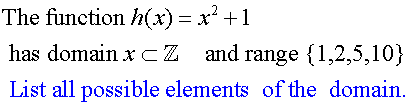 The function h(x) = x² + 1
has domain x ⊂ ℤ and range {1,2,5,10}
List all possible elements of the domain.